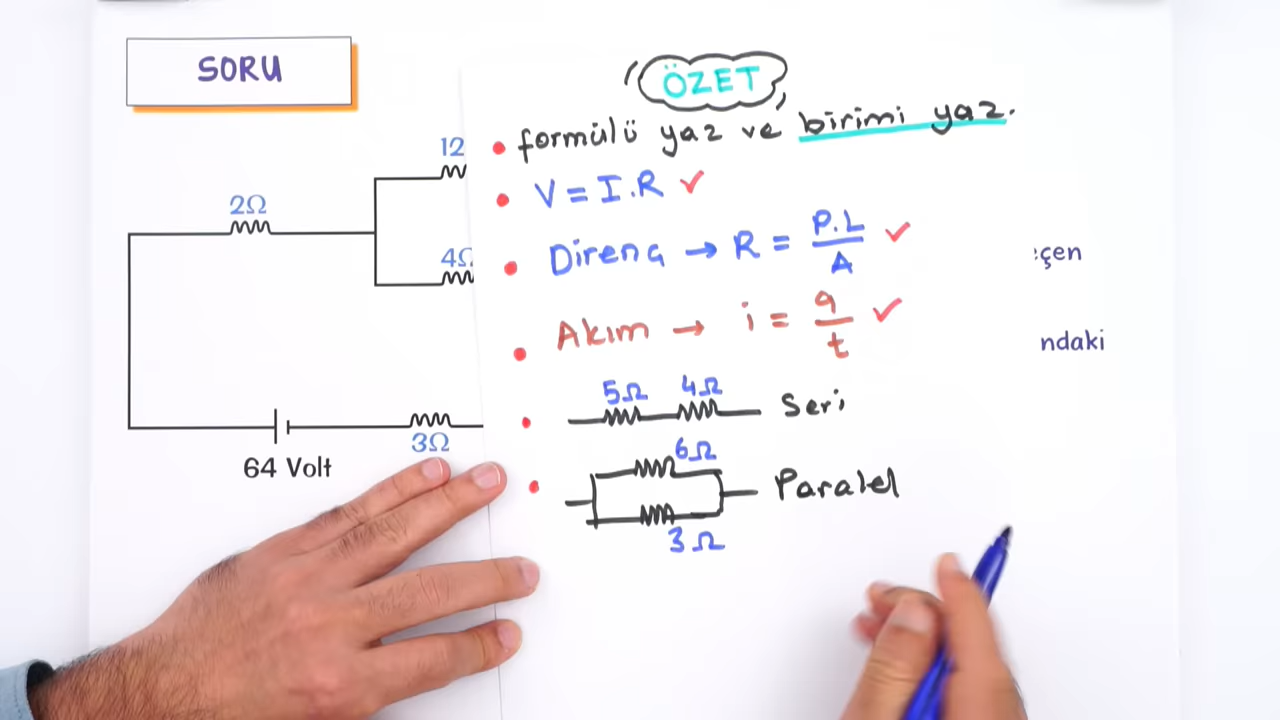 SORU
12
2Ω
4Ω
64 Volt
3Ω
ÖZET
• formülü yaz ve birimi yaz.
• V = I.R ✓
• Direnç → R = P.L / A ✓
• Akım → i = q / t ✓
• 5Ω 4Ω Seri
• 6Ω Paralel
3Ω
çen
ndaki